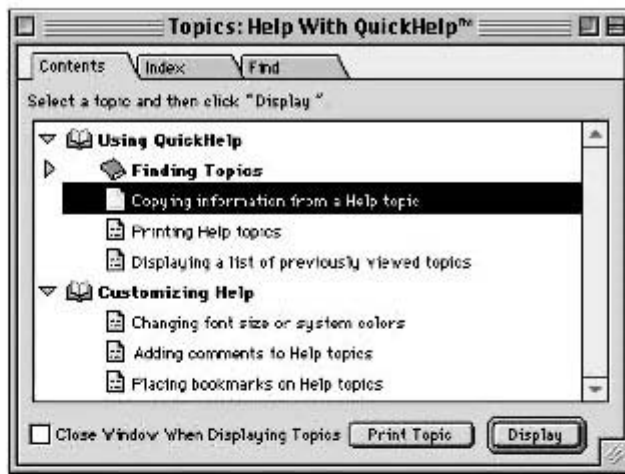 Topics: Help With QuickHelp™
Contents Index Find
Select a topic and then click "Display".
Using QuickHelp
Finding Topics
Copying information from a Help topic
Printing Help topics
Displaying a list of previously viewed topics
Customizing Help
Changing font size or system colors
Adding comments to Help topics
Placing bookmarks on Help topics
Close Window When Displaying Topics Print Topic Display